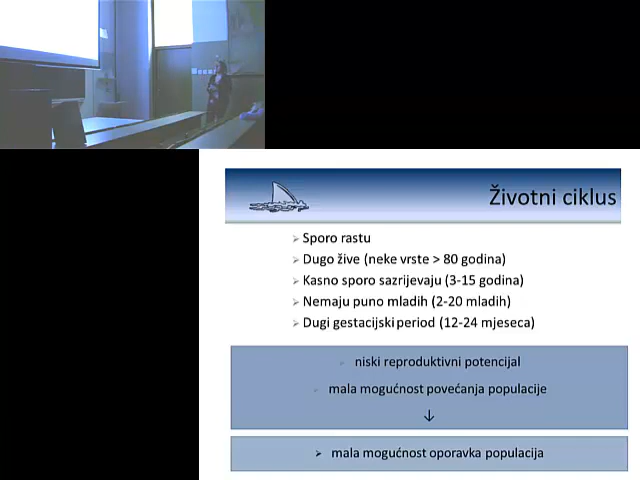 Životni ciklus
Sporo rastu
Dugo žive (neke vrste > 80 godina)
Kasno sporo sazrijevaju (3-15 godina)
Nemaju puno mladih (2-20 mladih)
Dugi gestacijski period (12-24 mjeseca)
niski reproduktivni potencijal
mala mogućnost povećanja populacije
↓
mala mogućnost oporavka populacija